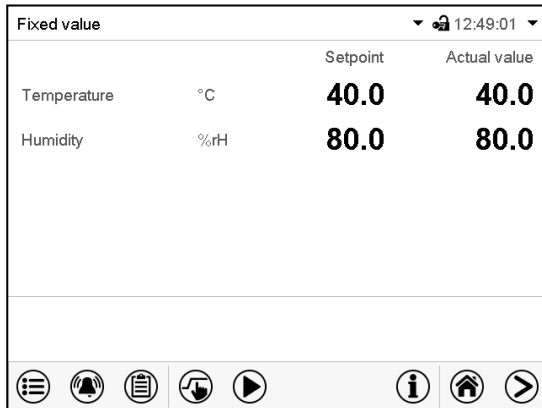 Fixed value 12:49:01
Setpoint Actual value
Temperature °C 40.0 40.0
Humidity %rH 80.0 80.0